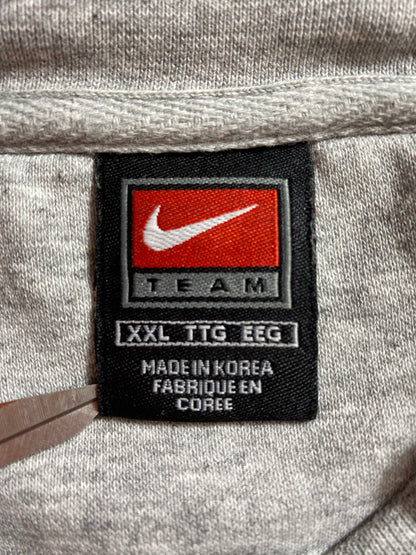 TEAM
XXL TTG EEG
MADE IN KOREA
FABRIQUE EN
COREE